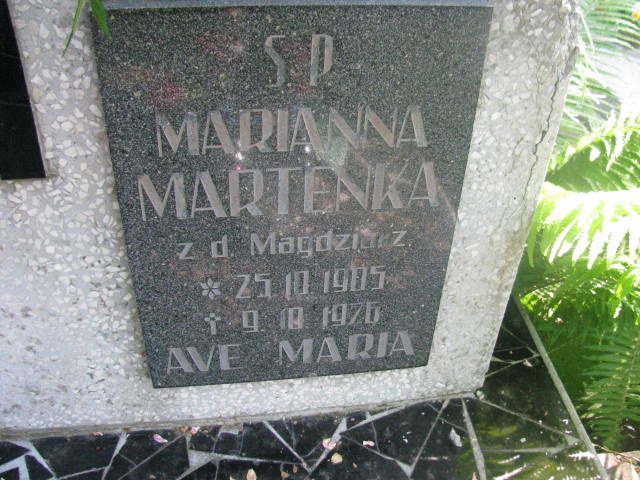 S P
MARIANNA
MARTENKA
z d Magdziarz
* 25.10 1905
† 9.10 1976
AVE MARIA